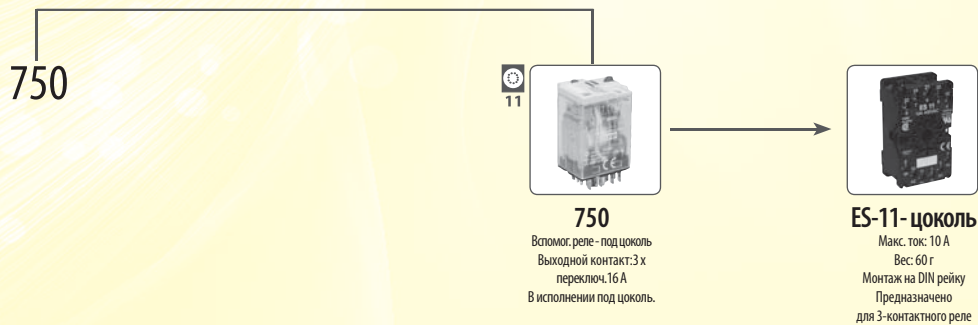 750
11
750
Вспомог. реле - под цоколь
Выходной контакт:3 x
переключ.16 A
В исполнении под цоколь.
ES-11- цоколь
Макс. ток: 10 A
Вес: 60 г
Монтаж на DIN рейку
Предназначено
для 3-контактного реле